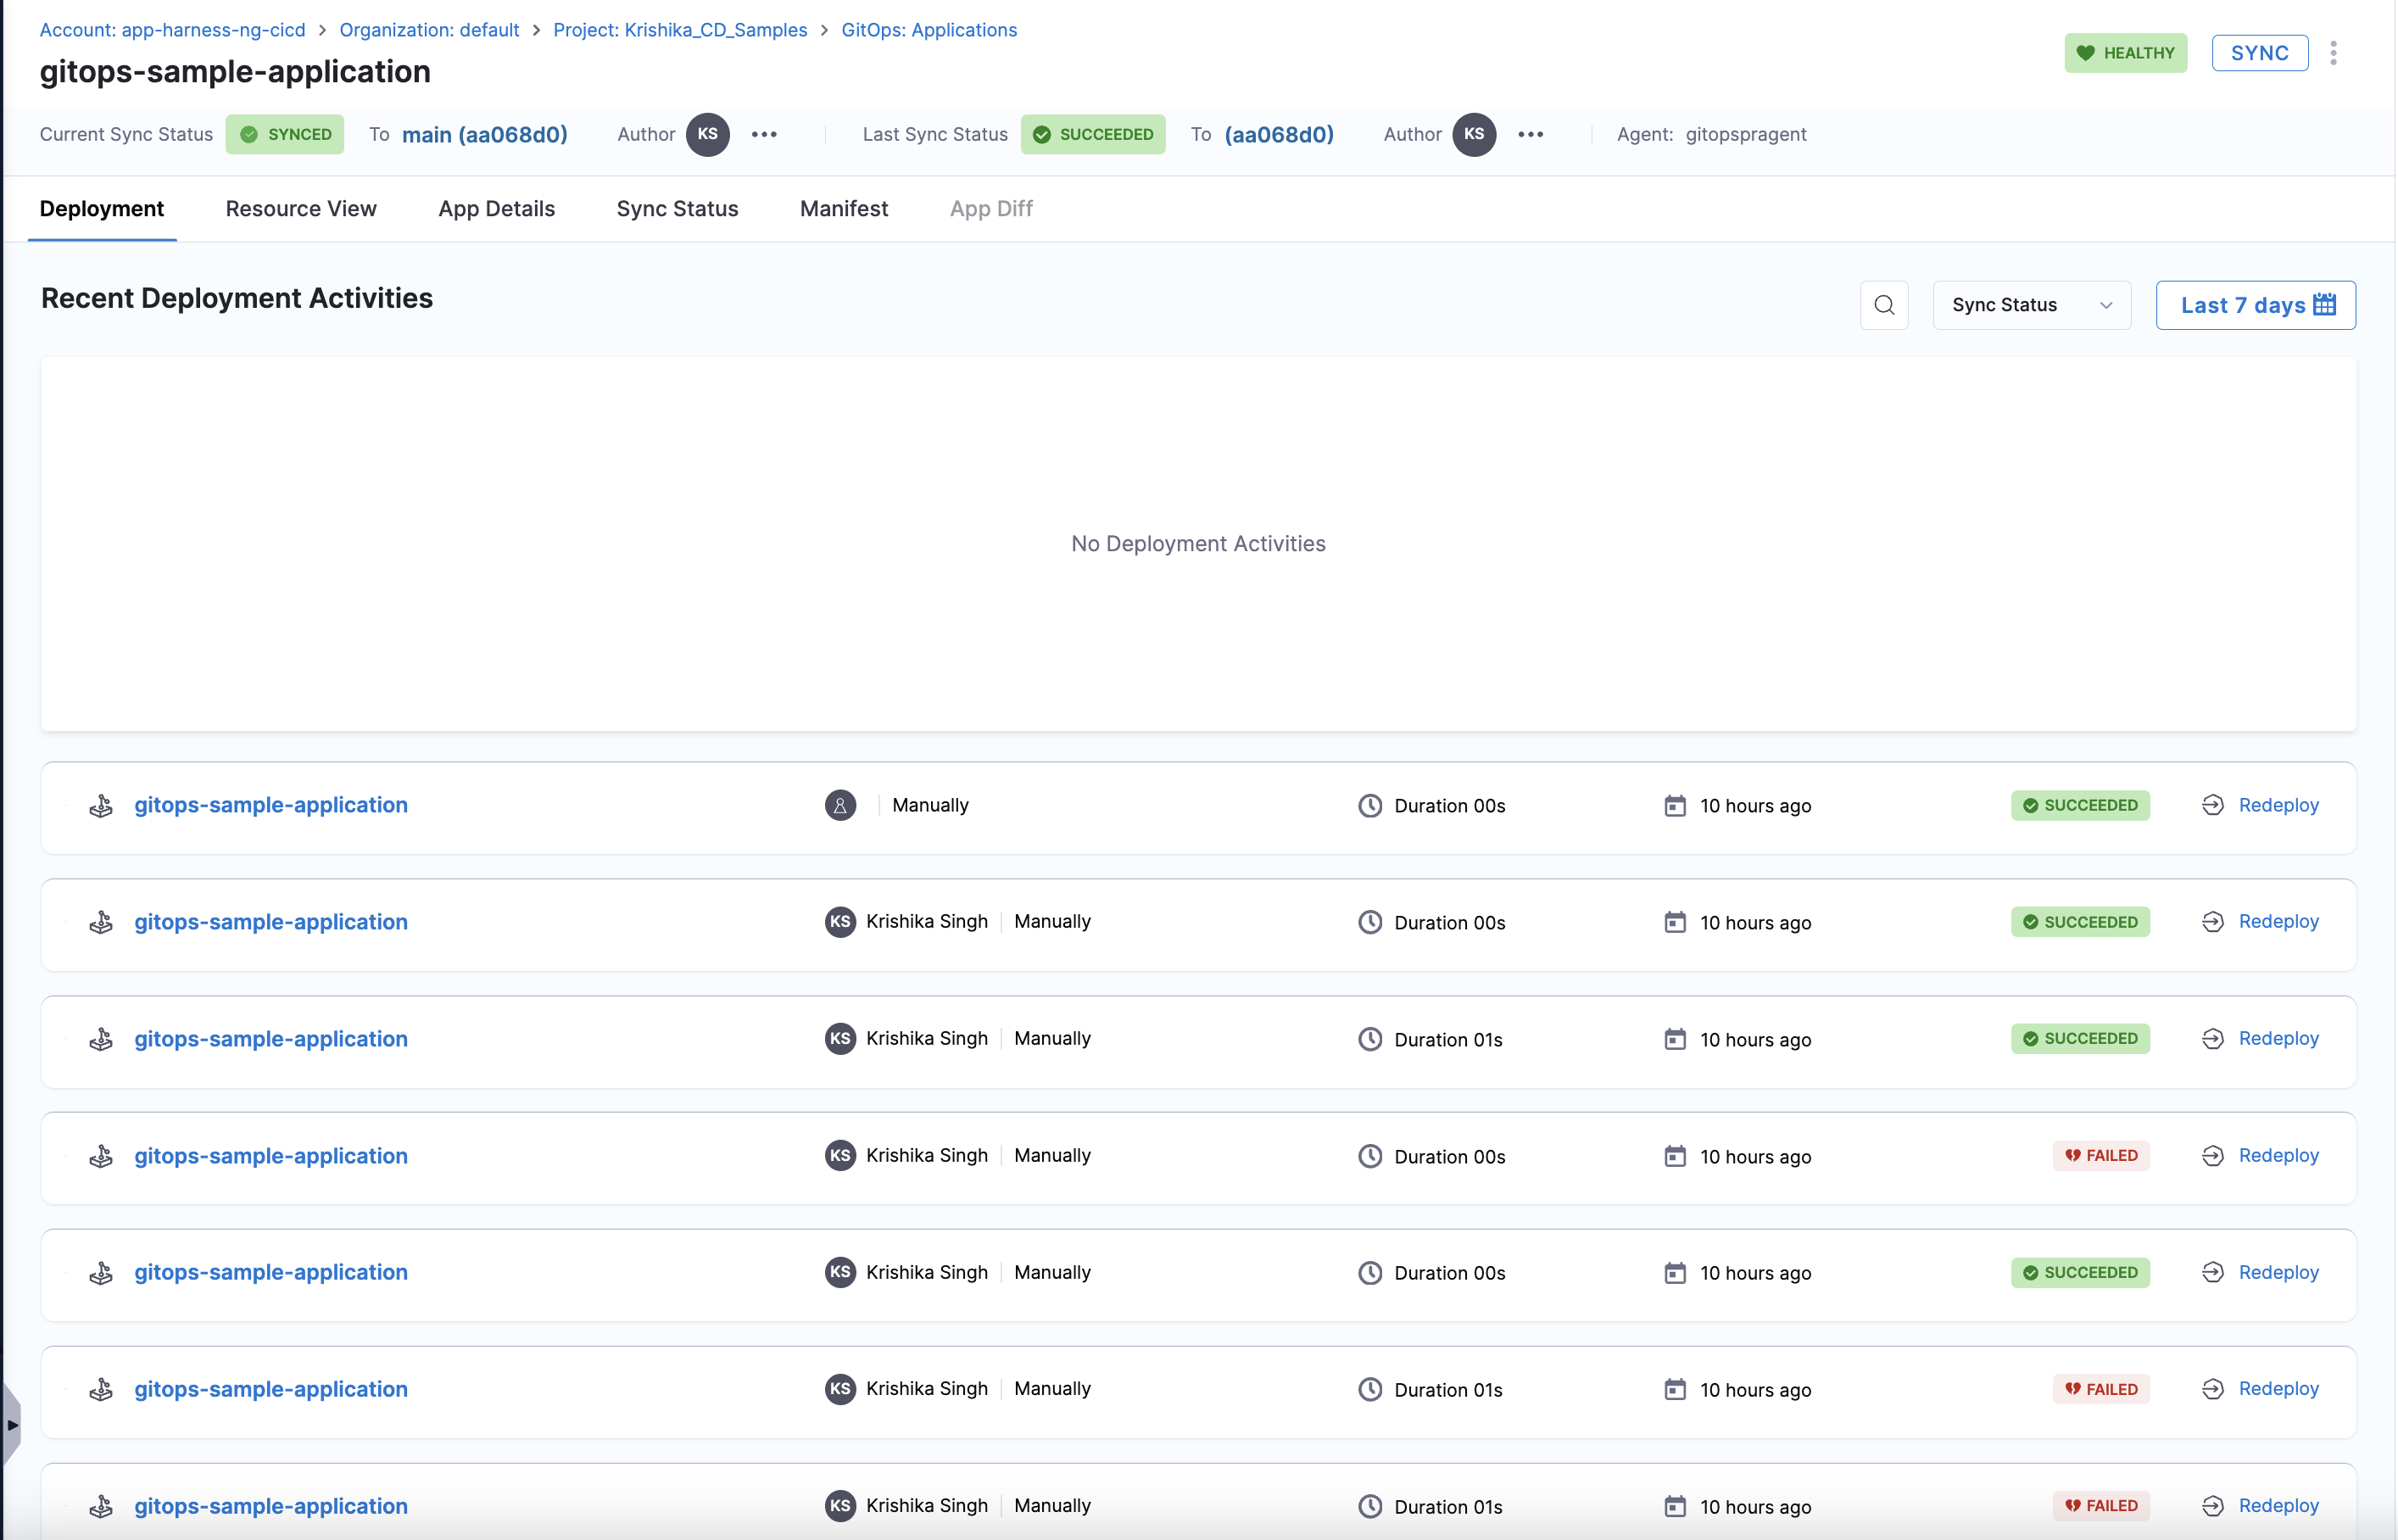 Account: app-harness-ng-cicd > Organization: default > Project: Krishika_CD_Samples > GitOps: Applications
gitops-sample-application
HEALTHY
SYNC
Current Sync Status SYNCED To main (aa068d0) Author KS ••• Last Sync Status SUCCEEDED To (aa068d0) Author KS ••• Agent: gitopspragent
Deployment Resource View App Details Sync Status Manifest App Diff
Recent Deployment Activities
Sync Status
Last 7 days
No Deployment Activities
gitops-sample-application Manually Duration 00s 10 hours ago SUCCEEDED Redeploy
gitops-sample-application KS Krishika Singh Manually Duration 00s 10 hours ago SUCCEEDED Redeploy
gitops-sample-application KS Krishika Singh Manually Duration 01s 10 hours ago SUCCEEDED Redeploy
gitops-sample-application KS Krishika Singh Manually Duration 00s 10 hours ago FAILED Redeploy
gitops-sample-application KS Krishika Singh Manually Duration 00s 10 hours ago SUCCEEDED Redeploy
gitops-sample-application KS Krishika Singh Manually Duration 01s 10 hours ago FAILED Redeploy
gitops-sample-application KS Krishika Singh Manually Duration 01s 10 hours ago FAILED Redeploy